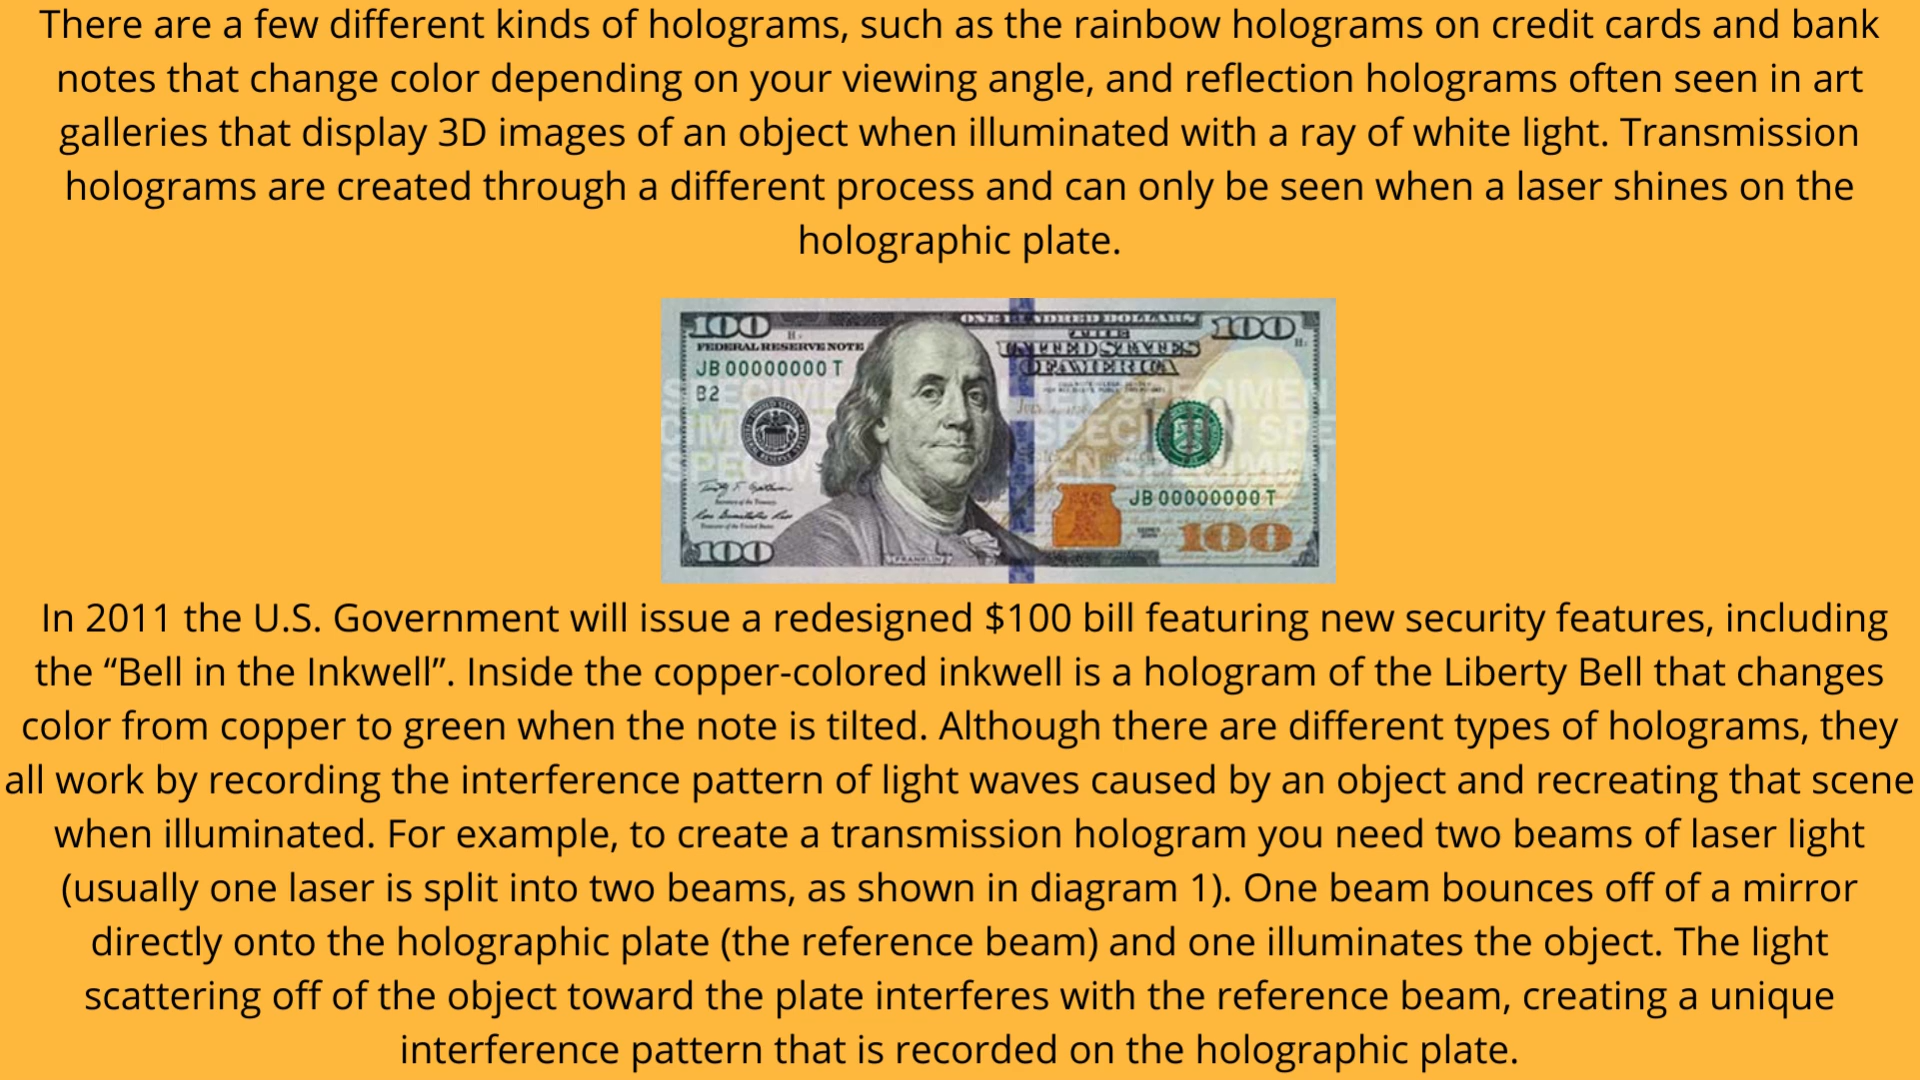 There are a few different kinds of holograms, such as the rainbow holograms on credit cards and bank
notes that change color depending on your viewing angle, and reflection holograms often seen in art
galleries that display 3D images of an object when illuminated with a ray of white light. Transmission
holograms are created through a different process and can only be seen when a laser shines on the
holographic plate.
100
ONE HUNDRED DOLLARS
100
FEDERAL RESERVE NOTE
THE
UNITED STATES
OF AMERICA
JB 00000000 T
B2
SPECIMEN
JB 00000000 T
100
100
FRANKLIN
In 2011 the U.S. Government will issue a redesigned $100 bill featuring new security features, including
the “Bell in the Inkwell”. Inside the copper-colored inkwell is a hologram of the Liberty Bell that changes
color from copper to green when the note is tilted. Although there are different types of holograms, they
all work by recording the interference pattern of light waves caused by an object and recreating that scene
when illuminated. For example, to create a transmission hologram you need two beams of laser light
(usually one laser is split into two beams, as shown in diagram 1). One beam bounces off of a mirror
directly onto the holographic plate (the reference beam) and one illuminates the object. The light
scattering off of the object toward the plate interferes with the reference beam, creating a unique
interference pattern that is recorded on the holographic plate.